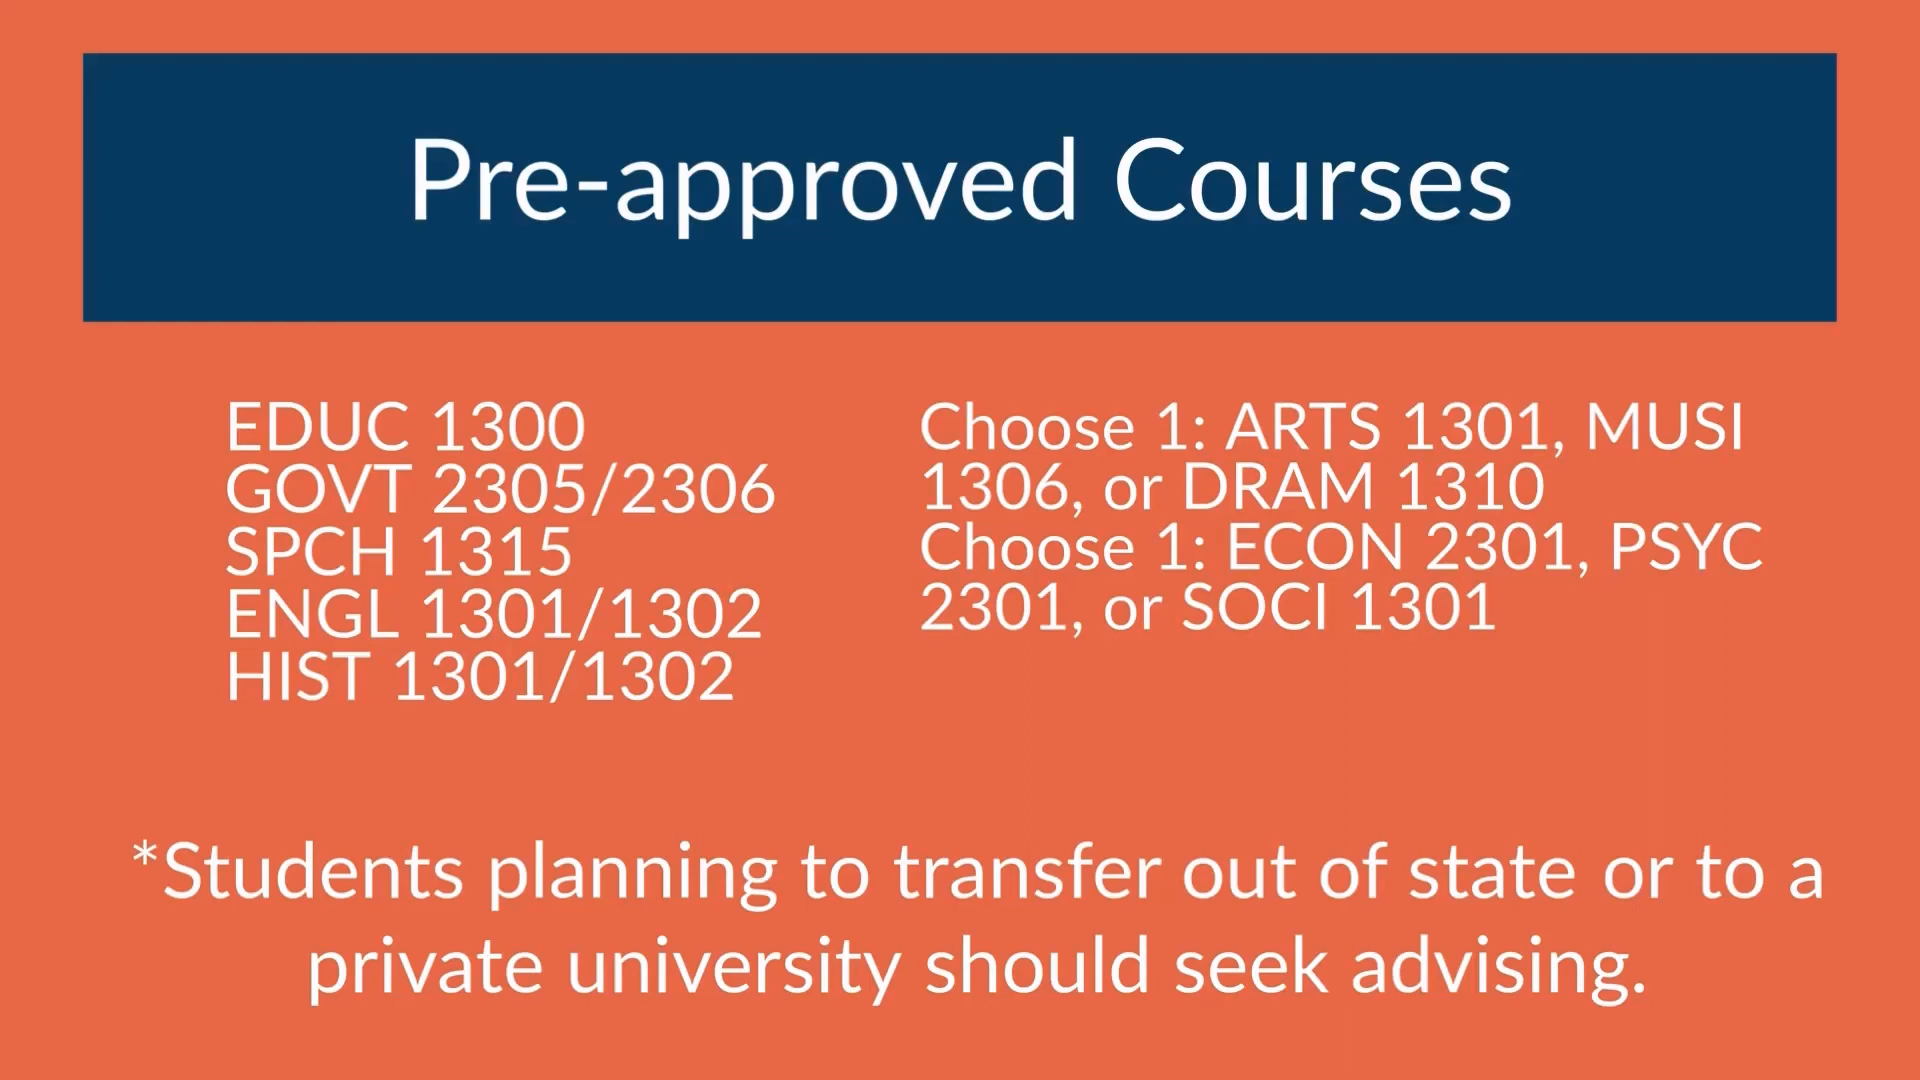 Pre-approved Courses
EDUC 1300
GOVT 2305/2306
SPCH 1315
ENGL 1301/1302
HIST 1301/1302
Choose 1: ARTS 1301, MUSI
1306, or DRAM 1310
Choose 1: ECON 2301, PSYC
2301, or SOCI 1301
*Students planning to transfer out of state or to a
private university should seek advising.